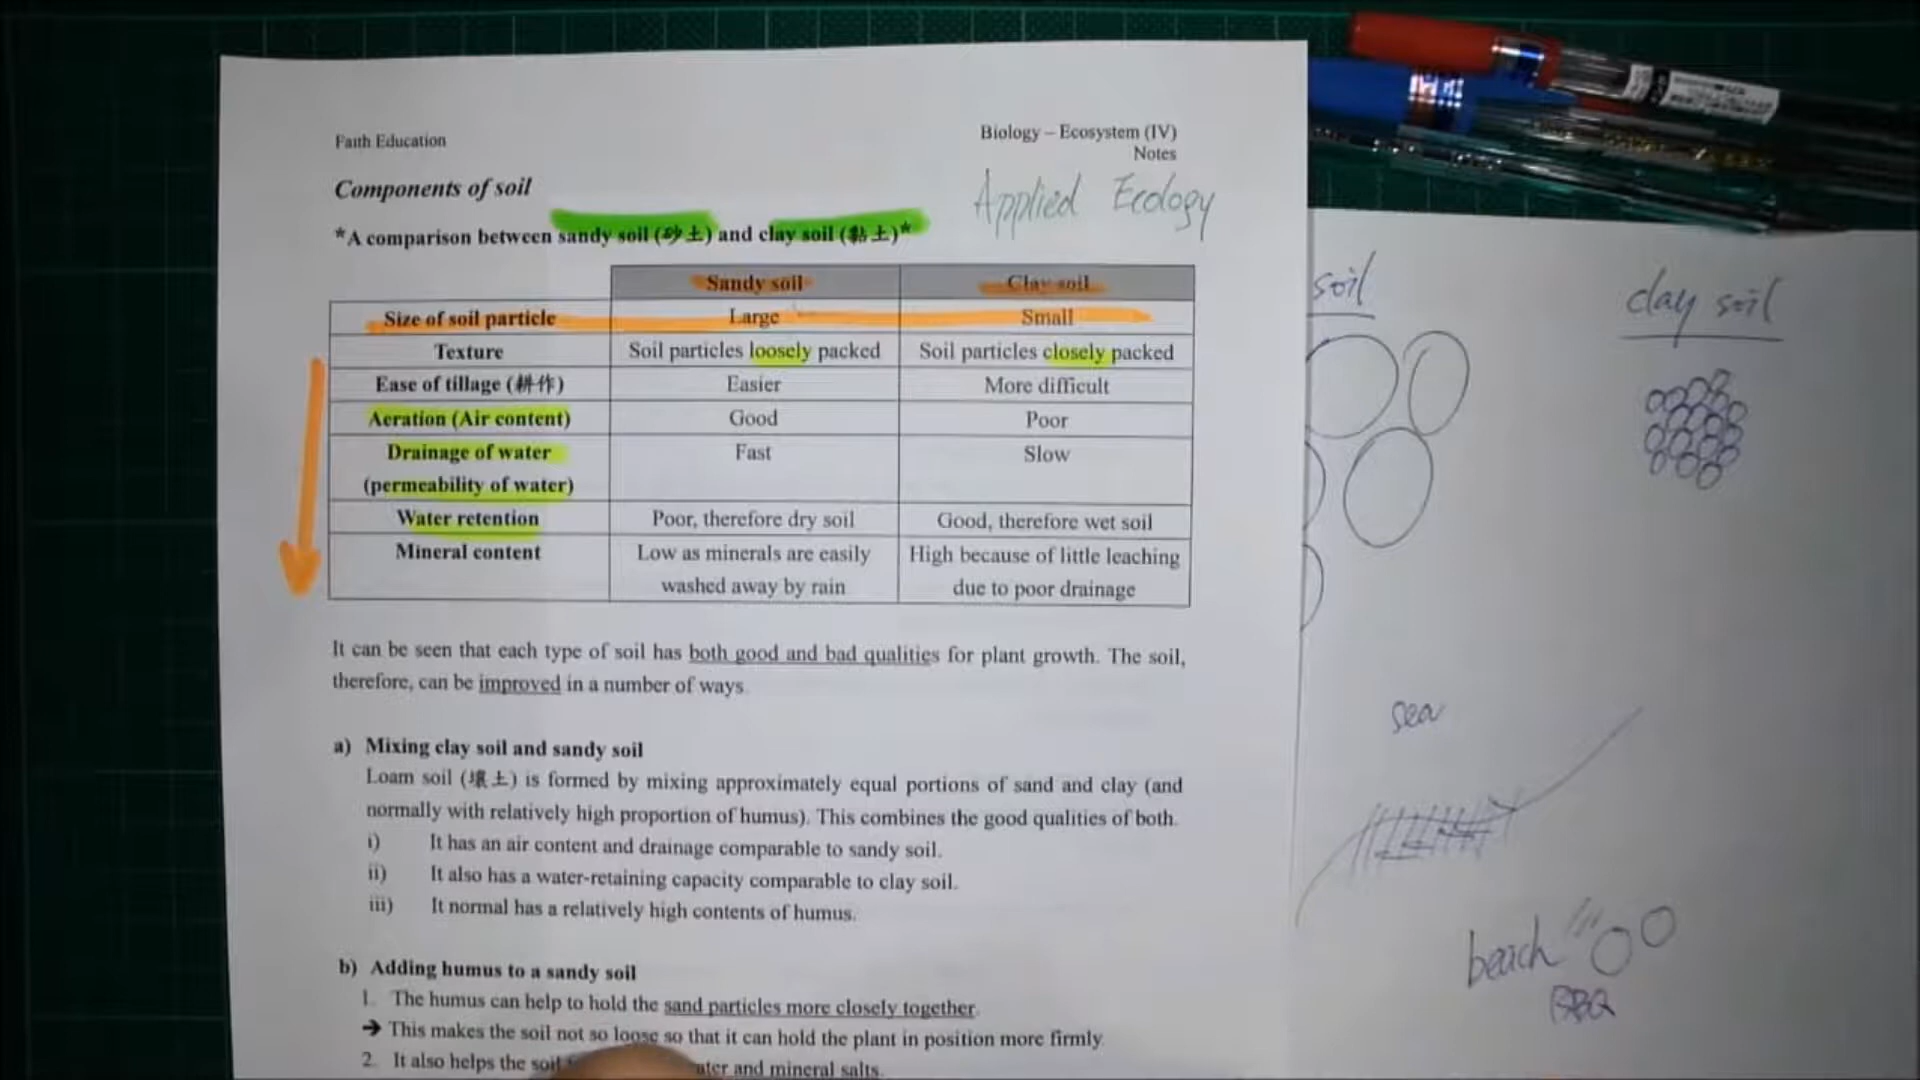 Faith Education
Biology – Ecosystem (IV)
Notes
Applied Ecology
Components of soil
*A comparison between sandy soil (砂土) and clay soil (黏土)*
Sandy soil Clay soil
Size of soil particle Large Small
Texture Soil particles loosely packed Soil particles closely packed
Ease of tillage (耕作) Easier More difficult
Aeration (Air content) Good Poor
Drainage of water Fast Slow
(permeability of water)
Water retention Poor, therefore dry soil Good, therefore wet soil
Mineral content Low as minerals are easily High because of little leaching
washed away by rain due to poor drainage
It can be seen that each type of soil has both good and bad qualities for plant growth. The soil,
therefore, can be improved in a number of ways.
a) Mixing clay soil and sandy soil
Loam soil (壤土) is formed by mixing approximately equal portions of sand and clay (and
normally with relatively high proportion of humus). This combines the good qualities of both.
i) It has an air content and drainage comparable to sandy soil.
ii) It also has a water-retaining capacity comparable to clay soil.
iii) It normal has a relatively high contents of humus.
b) Adding humus to a sandy soil
1. The humus can help to hold the sand particles more closely together.
→ This makes the soil not so loose so that it can hold the plant in position more firmly.
2. It also helps the soil ater and mineral salts.
soil
clay soil
sea
beach
BBQ